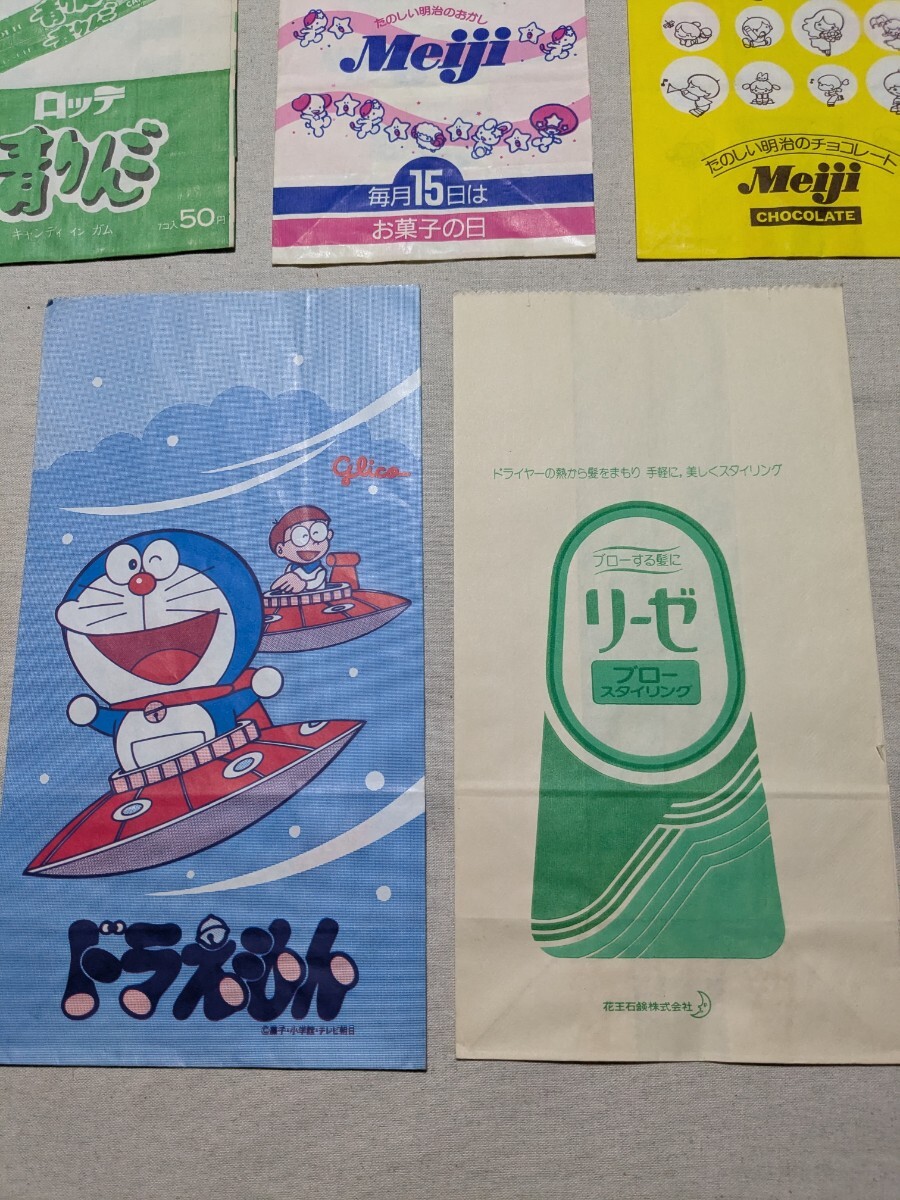 ロッテ
青りんご
キャンディ イン ガム
7コ入50円
たのしい明治のおかし
Meiji
毎月15日は
お菓子の日
たのしい明治のチョコレート
Meiji
CHOCOLATE
glico
ドラえもん
©藤子・小学館・テレビ朝日
ドライヤーの熱から髪をまもり 手軽に,美しくスタイリング
ブローする髪に
リーゼ
ブロー
スタイリング
花王石鹸株式会社